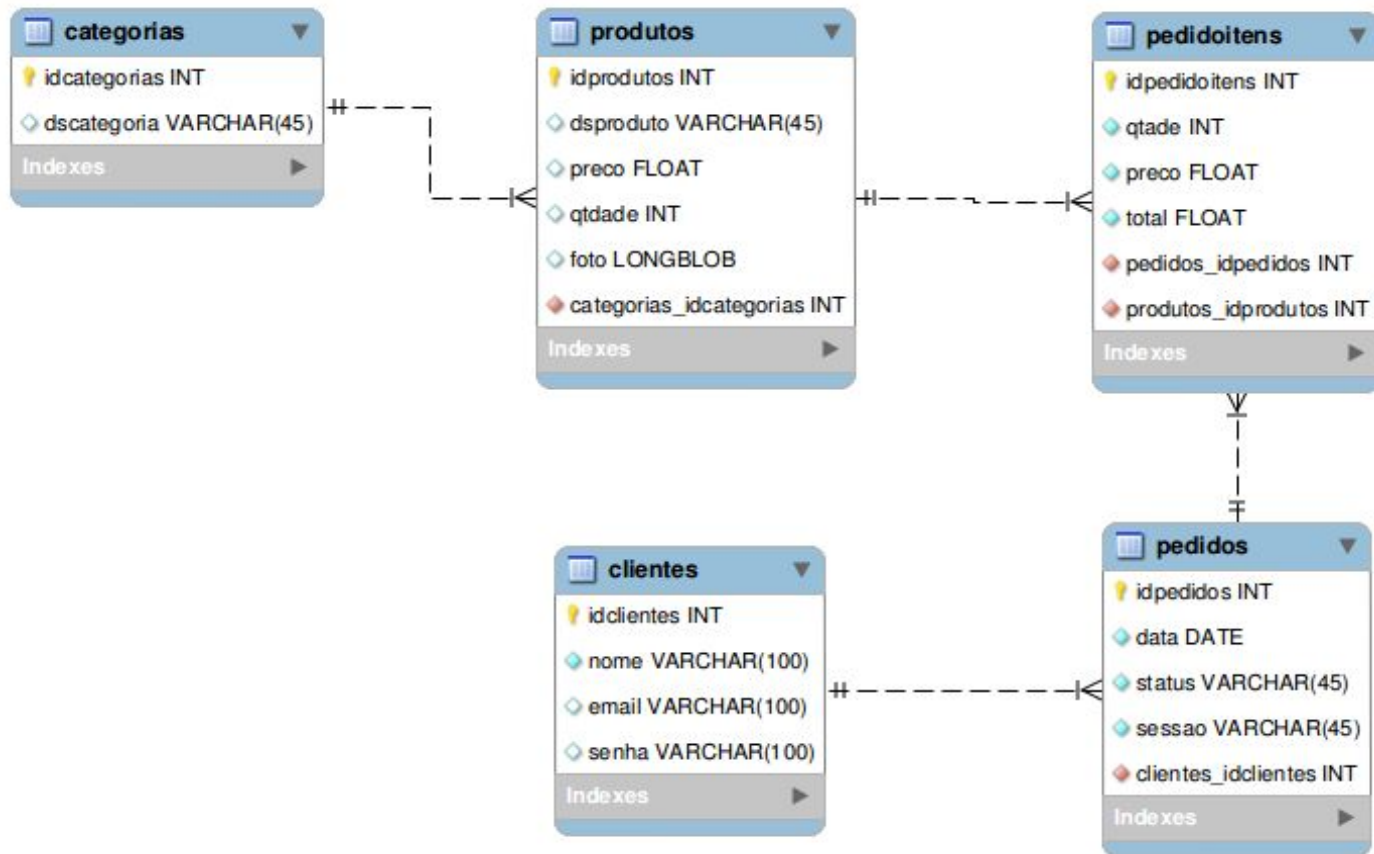 categorias
idcategorias INT
dscategoria VARCHAR(45)
Indexes
produtos
idprodutos INT
dsproduto VARCHAR(45)
preco FLOAT
qtdade INT
foto LONGBLOB
categorias_idcategorias INT
Indexes
pedidoitens
idpedidoitens INT
qtade INT
preco FLOAT
total FLOAT
pedidos_idpedidos INT
produtos_idprodutos INT
Indexes
clientes
idclientes INT
nome VARCHAR(100)
email VARCHAR(100)
senha VARCHAR(100)
Indexes
pedidos
idpedidos INT
data DATE
status VARCHAR(45)
sessao VARCHAR(45)
clientes_idclientes INT
Indexes